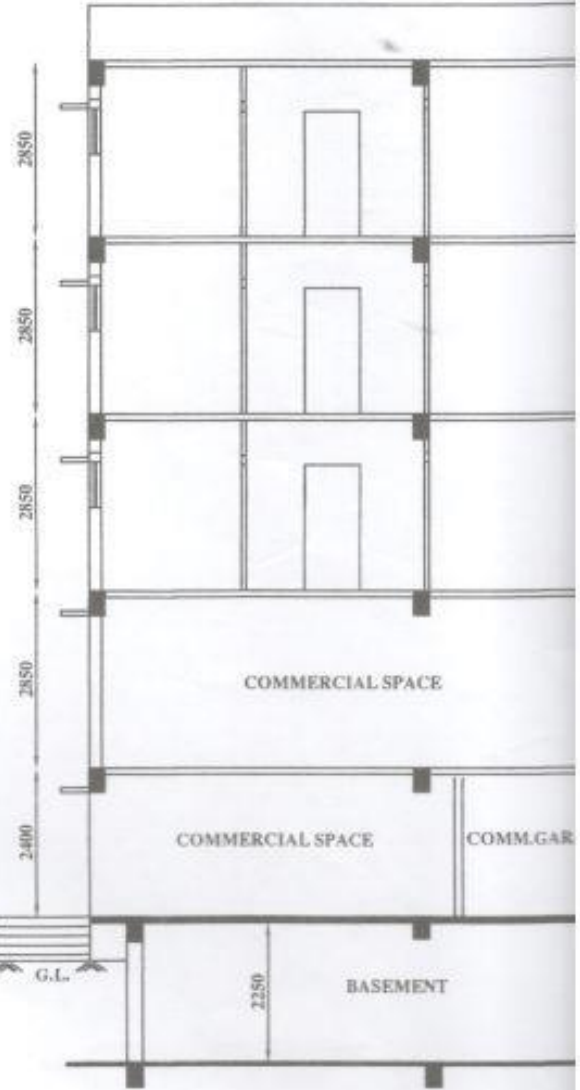 2850
2850
2850
2850
COMMERCIAL SPACE
2400
COMMERCIAL SPACE
COMM.GAR
G.L.
2250
BASEMENT